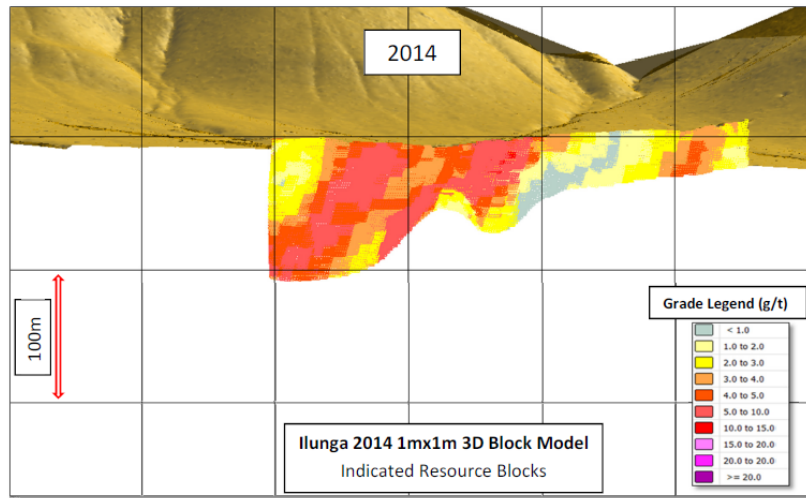 2014
100m
Grade Legend (g/t)
< 1.0
1.0 to 2.0
2.0 to 3.0
3.0 to 4.0
4.0 to 5.0
5.0 to 10.0
10.0 to 15.0
15.0 to 20.0
20.0 to 20.0
>= 20.0
Ilunga 2014 1mx1m 3D Block Model
Indicated Resource Blocks